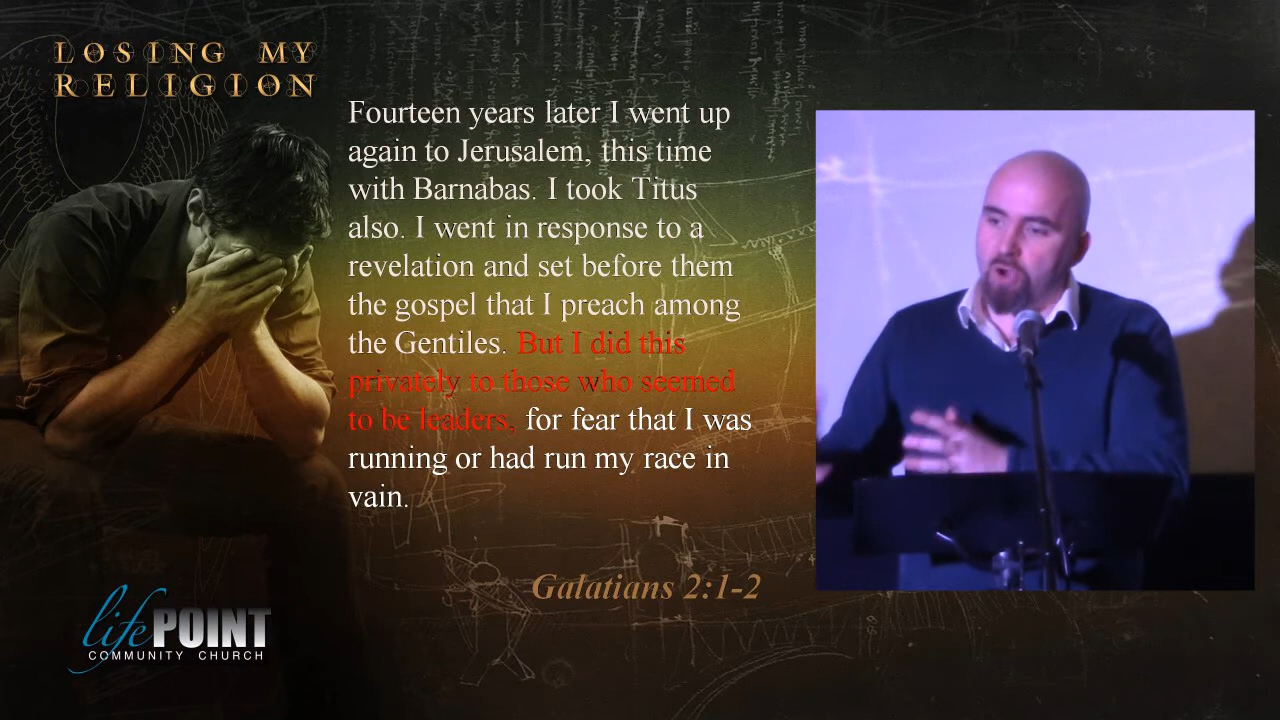 LOSING MY
RELIGION
Fourteen years later I went up
again to Jerusalem, this time
with Barnabas. I took Titus
also. I went in response to a
revelation and set before them
the gospel that I preach among
the Gentiles. But I did this
privately to those who seemed
to be leaders, for fear that I was
running or had run my race in
vain.
Galatians 2:1-2
lifePOINT
COMMUNITY CHURCH